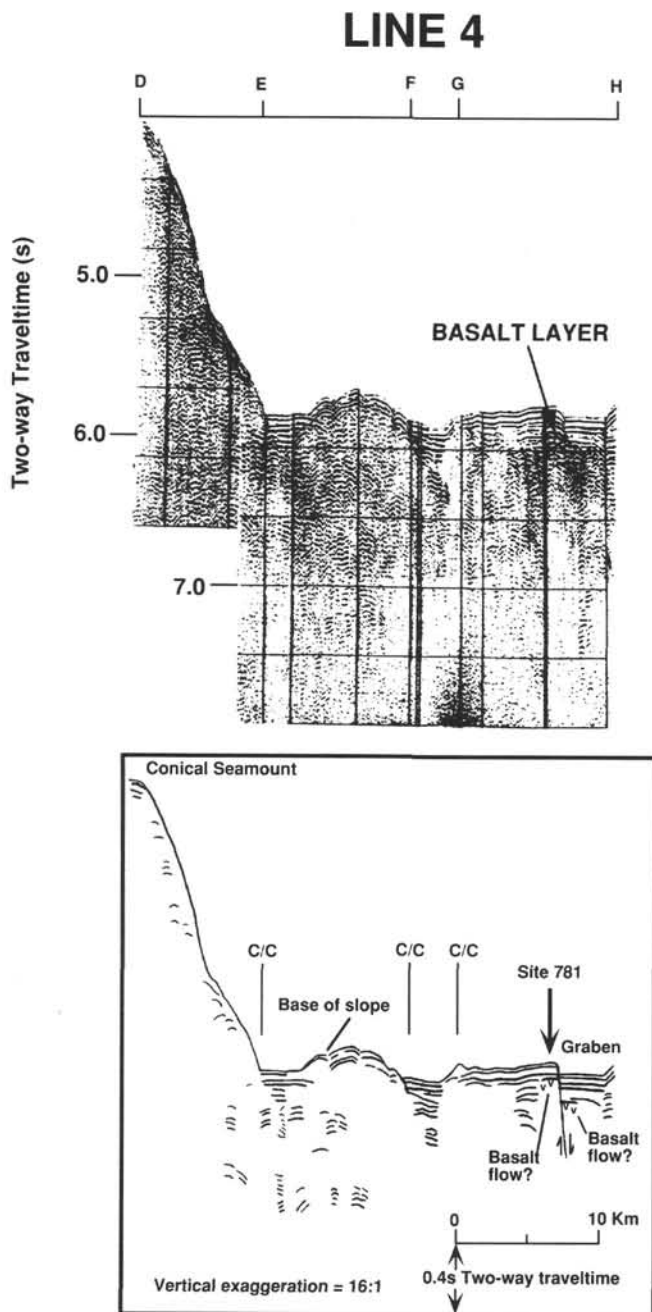 LINE 4
D E F G H
Two-way Traveltime (s)
5.0
BASALT LAYER
6.0
7.0
Conical Seamount
C/C C/C C/C
Site 781
Base of slope
Graben
Basalt
flow?
Basalt
flow?
0 10 Km
0.4s Two-way traveltime
Vertical exaggeration = 16:1